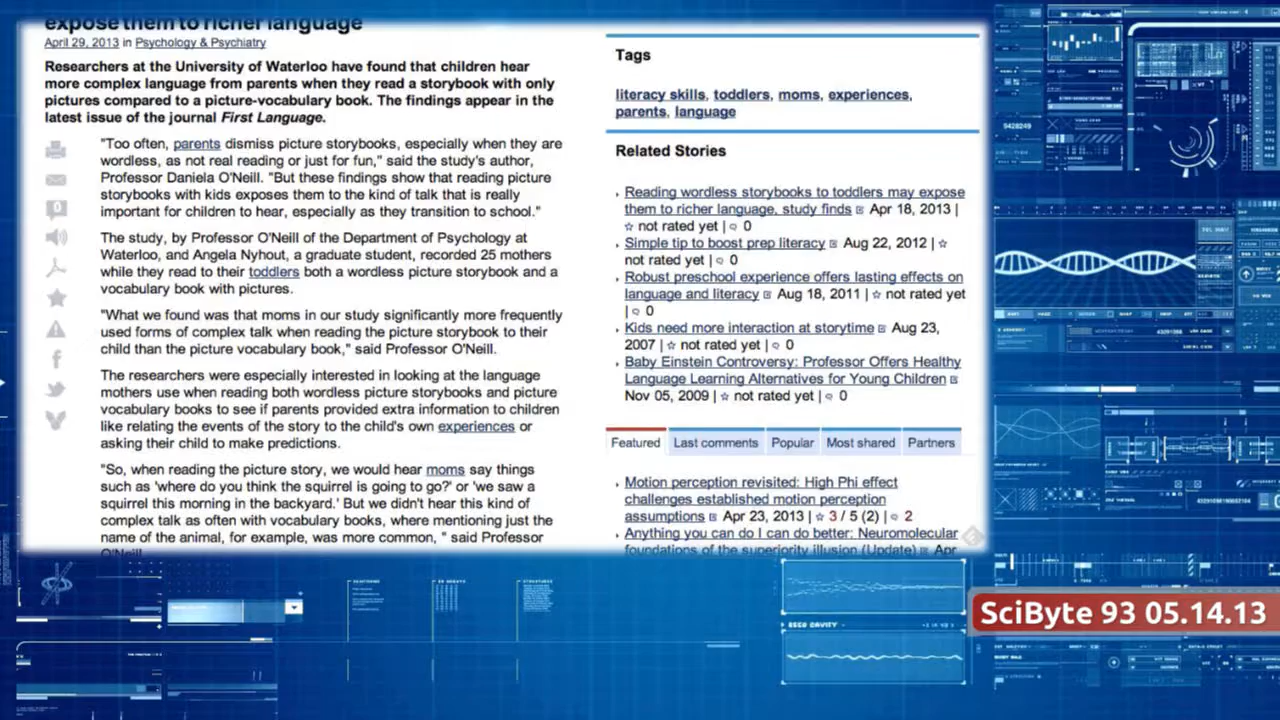 expose them to richer language
April 29, 2013 in Psychology & Psychiatry
Researchers at the University of Waterloo have found that children hear
more complex language from parents when they read a storybook with only
pictures compared to a picture-vocabulary book. The findings appear in the
latest issue of the journal First Language.
"Too often, parents dismiss picture storybooks, especially when they are
wordless, as not real reading or just for fun," said the study's author,
Professor Daniela O'Neill. "But these findings show that reading picture
storybooks with kids exposes them to the kind of talk that is really
important for children to hear, especially as they transition to school."
0
The study, by Professor O'Neill of the Department of Psychology at
Waterloo, and Angela Nyhout, a graduate student, recorded 25 mothers
while they read to their toddlers both a wordless picture storybook and a
vocabulary book with pictures.
"What we found was that moms in our study significantly more frequently
used forms of complex talk when reading the picture storybook to their
child than the picture vocabulary book," said Professor O'Neill.
The researchers were especially interested in looking at the language
mothers use when reading both wordless picture storybooks and picture
vocabulary books to see if parents provided extra information to children
like relating the events of the story to the child's own experiences or
asking their child to make predictions.
"So, when reading the picture story, we would hear moms say things
such as 'where do you think the squirrel is going to go?' or 'we saw a
squirrel this morning in the backyard.' But we didn't hear this kind of
complex talk as often with vocabulary books, where mentioning just the
name of the animal, for example, was more common, " said Professor
O'Neill.
Tags
literacy skills, toddlers, moms, experiences,
parents, language
Related Stories
Reading wordless storybooks to toddlers may expose
them to richer language, study finds Apr 18, 2013 |
not rated yet | 0
Simple tip to boost prep literacy Aug 22, 2012 |
not rated yet | 0
Robust preschool experience offers lasting effects on
language and literacy Aug 18, 2011 | not rated yet
| 0
Kids need more interaction at storytime Aug 23,
2007 | not rated yet | 0
Baby Einstein Controversy: Professor Offers Healthy
Language Learning Alternatives for Young Children
Nov 05, 2009 | not rated yet | 0
Featured Last comments Popular Most shared Partners
Motion perception revisited: High Phi effect
challenges established motion perception
assumptions Apr 23, 2013 | 3 / 5 (2) | 2
Anything you can do I can do better: Neuromolecular
foundations of the superiority illusion (Update) Apr
9428249
SciByte 93 05.14.13